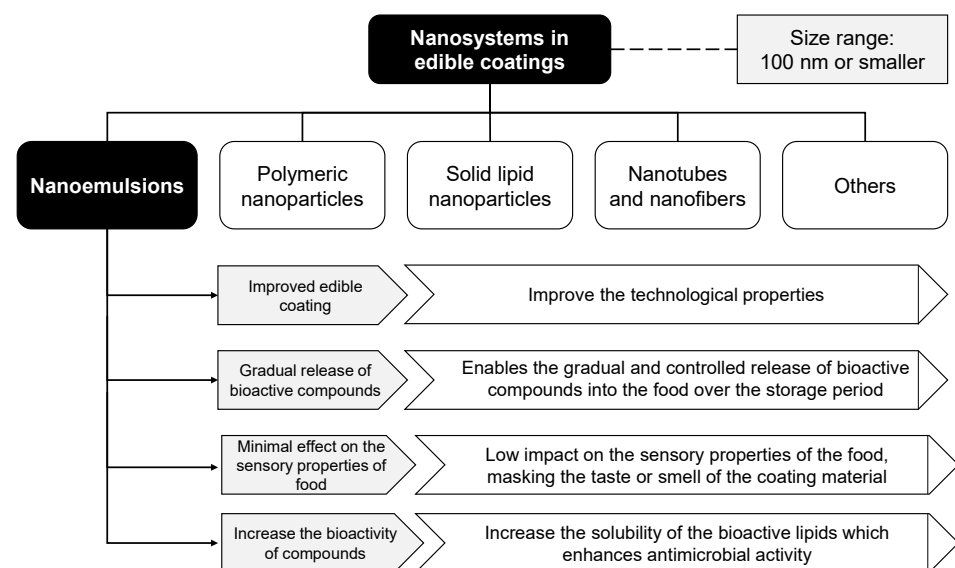 Nanosystems in
edible coatings
Size range:
100 nm or smaller
Nanoemulsions
Polymeric
nanoparticles
Solid lipid
nanoparticles
Nanotubes
and nanofibers
Others
Improved edible
coating
Improve the technological properties
Gradual release of
bioactive compounds
Enables the gradual and controlled release of bioactive
compounds into the food over the storage period
Minimal effect on the
sensory properties of
food
Low impact on the sensory properties of the food,
masking the taste or smell of the coating material
Increase the bioactivity
of compounds
Increase the solubility of the bioactive lipids which
enhances antimicrobial activity